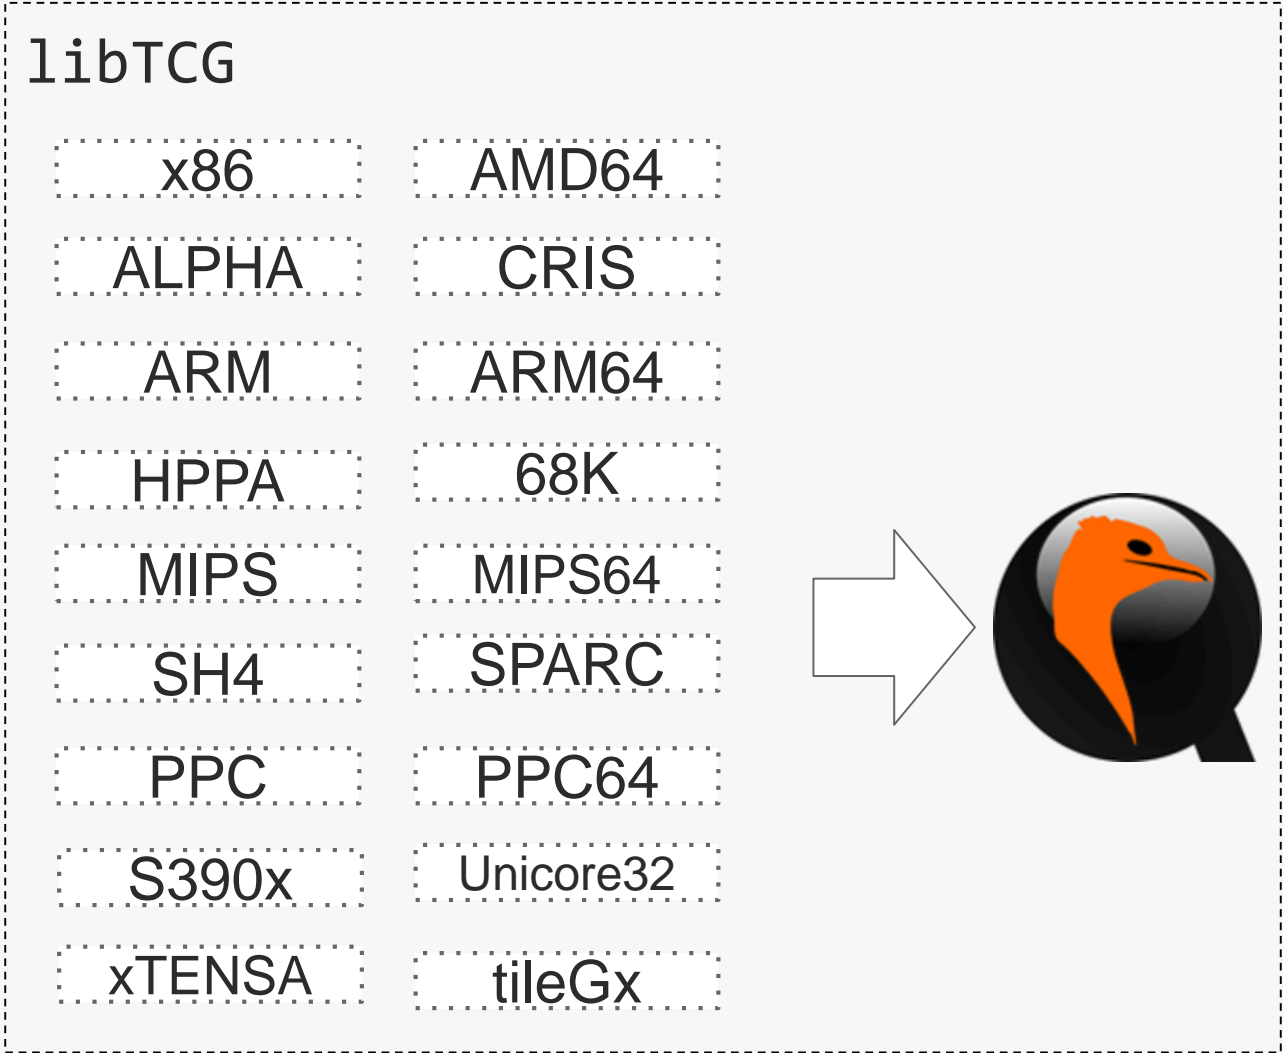 libTCG
x86
AMD64
ALPHA
CRIS
ARM
ARM64
HPPA
68K
MIPS
MIPS64
SH4
SPARC
PPC
PPC64
S390x
Unicore32
xTENSA
tileGx